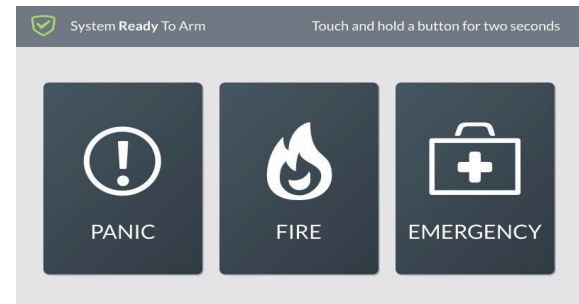 System Ready To Arm
Touch and hold a button for two seconds
PANIC
FIRE
EMERGENCY